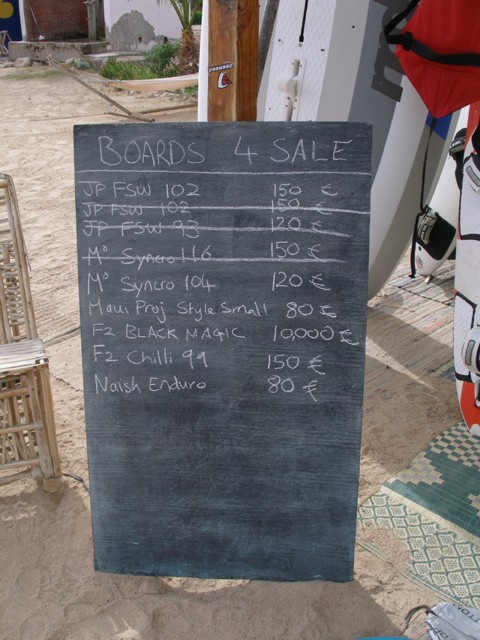 BOARDS 4 SALE
JP FSW 102 150 €
JP FSW 102 150 €
JP FSW 93 120 €
Mº Syncro 116 150 €
Mº Syncro 104 120 €
Maui Proj Style Small 80 €
F2 BLACK MAGIC 10,000 €
F2 Chilli 99 150 €
Naish Enduro 80 €